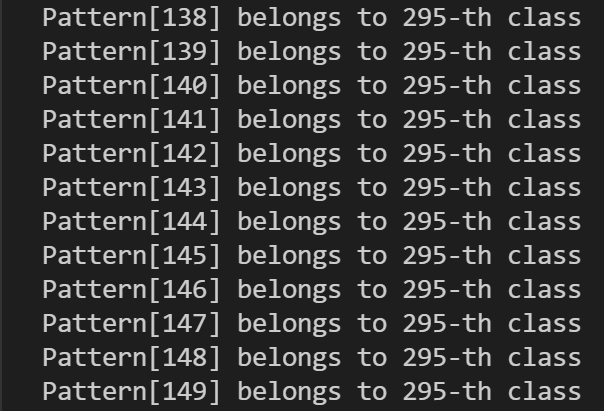 Pattern[138] belongs to 295-th class
Pattern[139] belongs to 295-th class
Pattern[140] belongs to 295-th class
Pattern[141] belongs to 295-th class
Pattern[142] belongs to 295-th class
Pattern[143] belongs to 295-th class
Pattern[144] belongs to 295-th class
Pattern[145] belongs to 295-th class
Pattern[146] belongs to 295-th class
Pattern[147] belongs to 295-th class
Pattern[148] belongs to 295-th class
Pattern[149] belongs to 295-th class